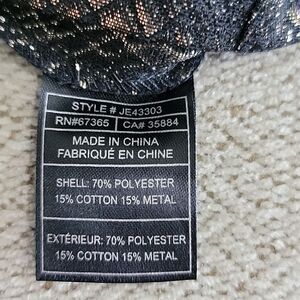 STYLE # JE43303
RN#67365 CA# 35884
MADE IN CHINA
FABRIQUÉ EN CHINE
SHELL: 70% POLYESTER
15% COTTON 15% METAL
EXTÉRIEUR: 70% POLYESTER
15% COTTON 15% METAL